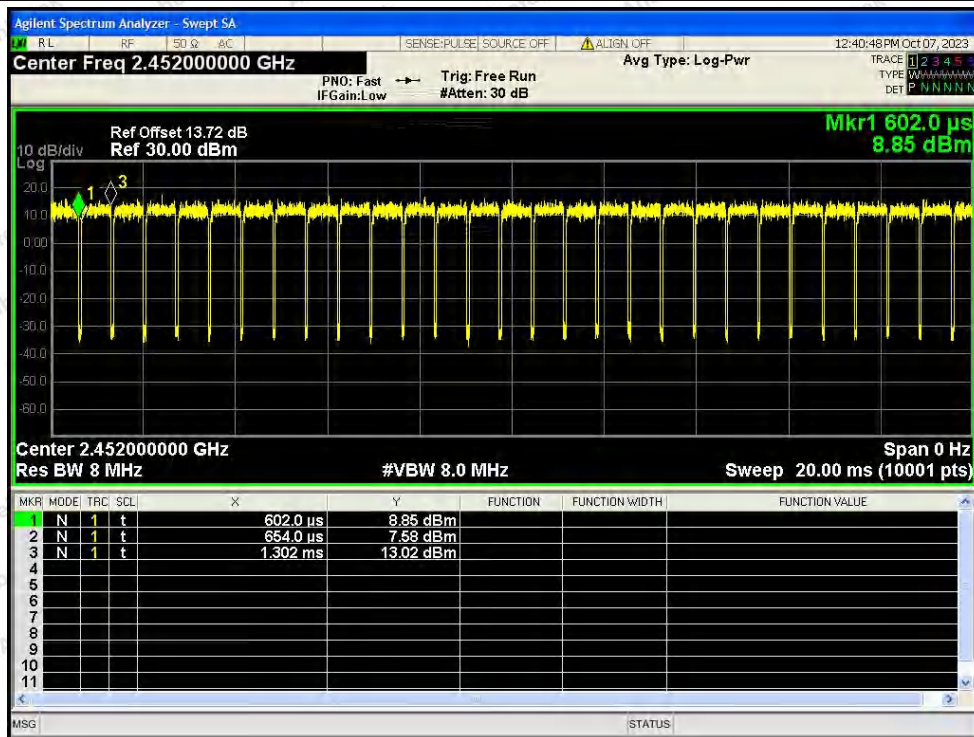 Agilent Spectrum Analyzer - Swept SA
RL RF 50 Ω AC SENSE:PULSE SOURCE OFF ALIGN OFF 12:40:48 PM Oct 07, 2023
Center Freq 2.452000000 GHz Avg Type: Log-Pwr TRACE 1 2 3 4 5 6
PNO: Fast Trig: Free Run TYPE W
IFGain:Low #Atten: 30 dB DET P N N N N N
Mkr1 602.0 µs
Ref Offset 13.72 dB
10 dB/div Ref 30.00 dBm 8.85 dBm
Log
20.0
1 3
10.0
0.00
-10.0
-20.0
-30.0
-40.0
-50.0
-60.0
Center 2.452000000 GHz Span 0 Hz
Res BW 8 MHz #VBW 8.0 MHz Sweep 20.00 ms (10001 pts)
MKR MODE TRC SCL X Y FUNCTION FUNCTION WIDTH FUNCTION VALUE
1 N 1 t 602.0 µs 8.85 dBm
2 N 1 t 654.0 µs 7.58 dBm
3 N 1 t 1.302 ms 13.02 dBm
4
5
6
7
8
9
10
11
MSG STATUS